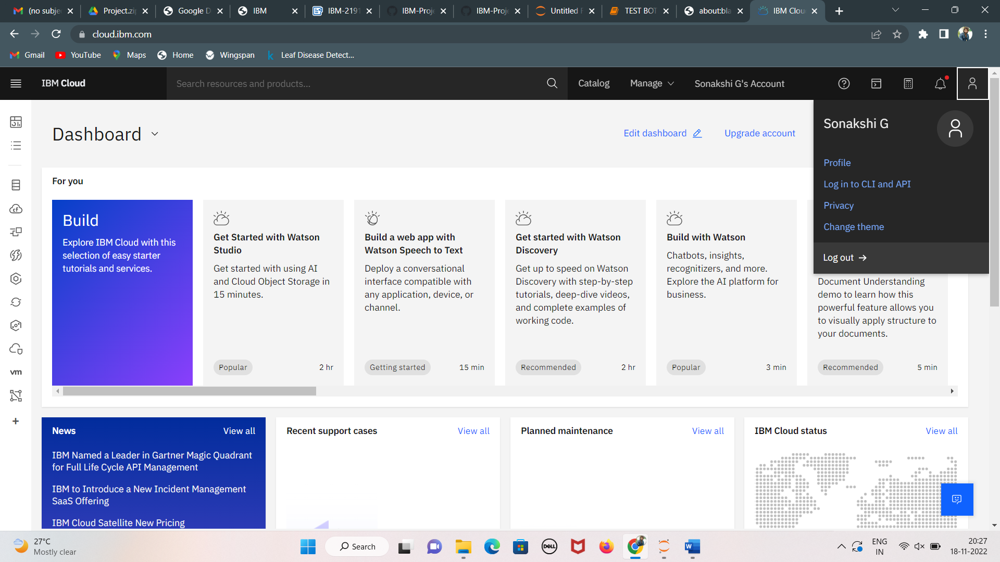 (no subje
Project.zi
Google D
IBM
IBM-2191
IBM-Proje
IBM-Proje
Untitled F
TEST BOT
about:bla
IBM Clou
cloud.ibm.com
Gmail
YouTube
Maps
Home
Wingspan
Leaf Disease Detect...
IBM Cloud
Search resources and products...
Catalog
Manage
Sonakshi G's Account
Dashboard
Edit dashboard
Upgrade account
Sonakshi G
Profile
Log in to CLI and API
Privacy
Change theme
Log out
For you
Build
Explore IBM Cloud with this
selection of easy starter
tutorials and services.
Get Started with Watson
Studio
Get started with using AI
and Cloud Object Storage in
15 minutes.
Popular
2 hr
Build a web app with
Watson Speech to Text
Deploy a conversational
interface compatible with
any application, device, or
channel.
Getting started
15 min
Get started with Watson
Discovery
Get up to speed on Watson
Discovery with step-by-step
tutorials, deep-dive videos,
and complete examples of
working code.
Recommended
2 hr
Build with Watson
Chatbots, insights,
recognitizers, and more.
Explore the AI platform for
business.
Popular
3 min
Document Understanding
demo to learn how this
powerful feature allows you
to visually apply structure to
your documents.
Recommended
5 min
cf
vm
News
View all
IBM Named a Leader in Gartner Magic Quadrant
for Full Life Cycle API Management
IBM to Introduce a New Incident Management
SaaS Offering
IBM Cloud Satellite New Pricing
Recent support cases
View all
Planned maintenance
View all
IBM Cloud status
View all
27°C
Mostly clear
Search
DELL
W
ENG
IN
20:27
18-11-2022